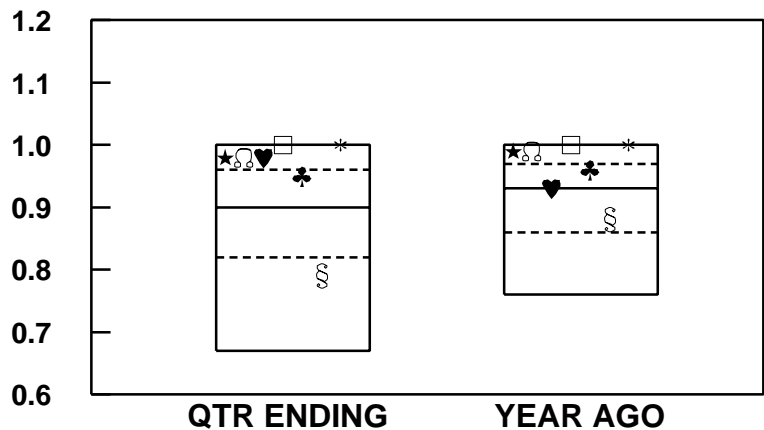 1.2
1.1
1.0
0.9
0.8
0.7
0.6
QTR ENDING
YEAR AGO
★Ω♥□♣§*
★Ω□*♥♣§